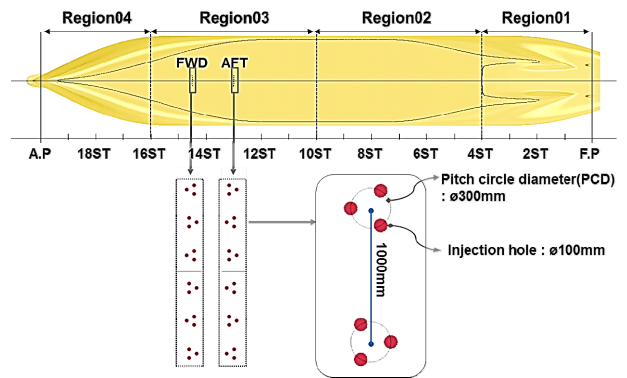 Region04 Region03 Region02 Region01
FWD AFT
A.P 18ST 16ST 14ST 12ST 10ST 8ST 6ST 4ST 2ST F.P
Pitch circle diameter(PCD)
: ø300mm
Injection hole : ø100mm
1000mm